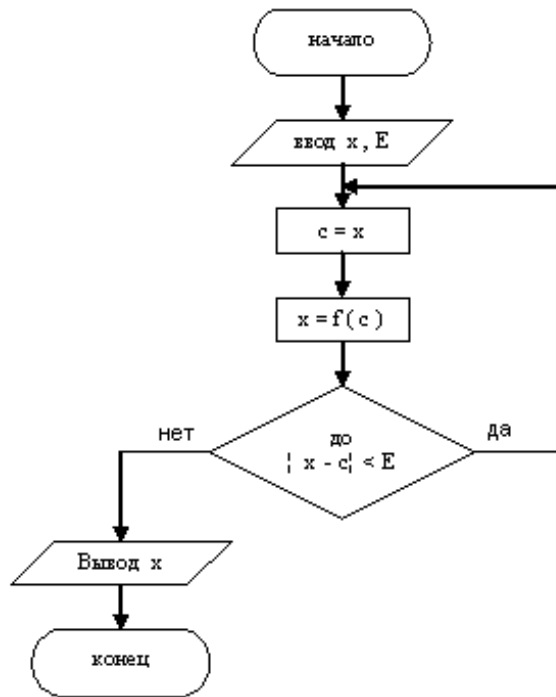 начало
ввод x, E
c = x
x = f ( c )
нет
до
да
¦ x - c¦ < E
Вывод x
конец